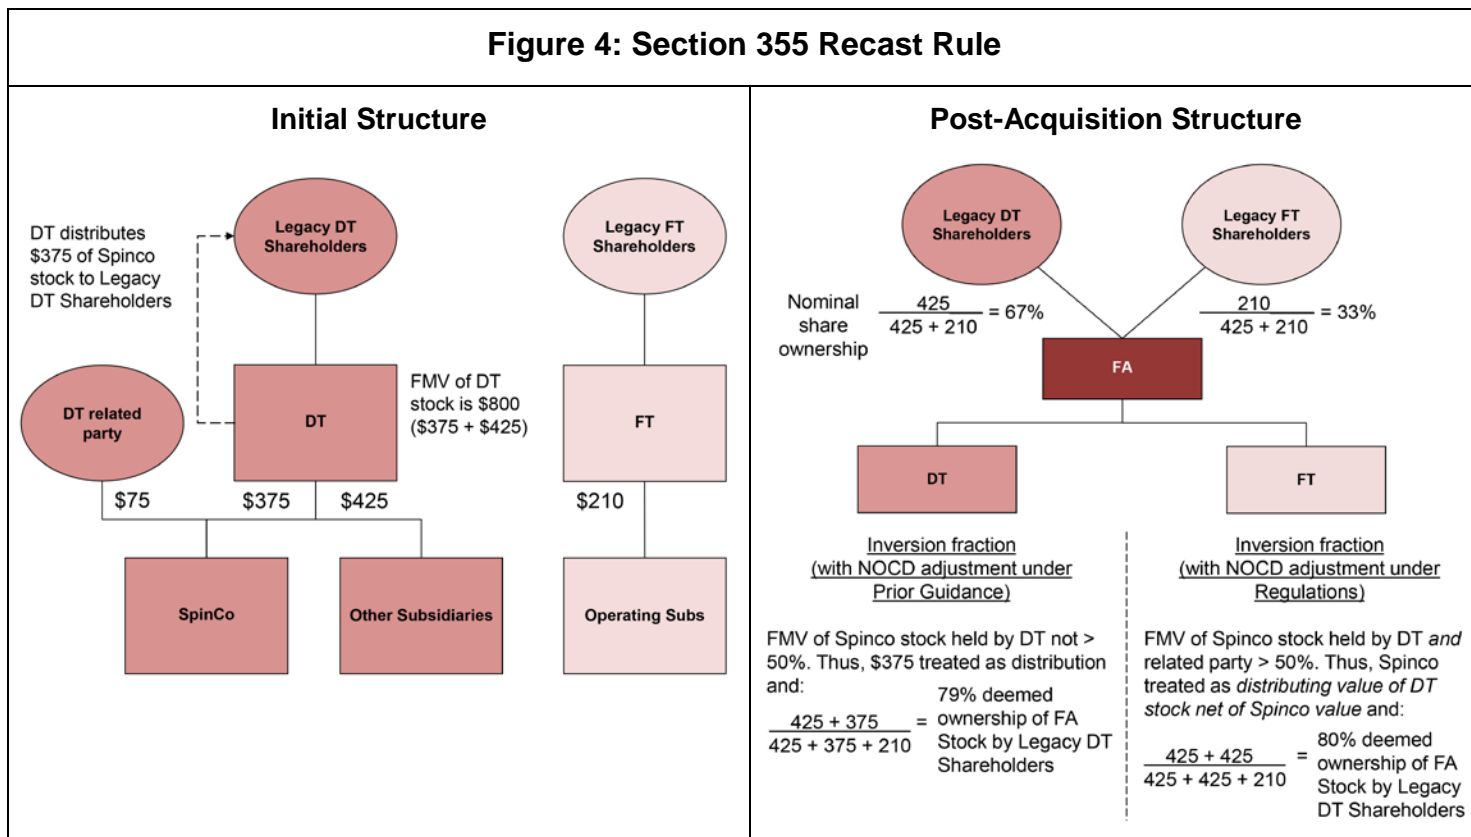 Figure 4: Section 355 Recast Rule
Initial Structure
DT distributes
$375 of Spinco
stock to Legacy
DT Shareholders
Legacy DT
Shareholders
Legacy FT
Shareholders
DT related
party
DT
FMV of DT
stock is $800
($375 + $425)
FT
$75
$375
$425
$210
SpinCo
Other Subsidiaries
Operating Subs
Post-Acquisition Structure
Legacy DT
Shareholders
Legacy FT
Shareholders
Nominal
share
ownership
425
425 + 210
= 67%
210
425 + 210
= 33%
FA
DT
FT
Inversion fraction
(with NOCD adjustment under
Prior Guidance)
FMV of Spinco stock held by DT not >
50%. Thus, $375 treated as distribution
and:
425 + 375
425 + 375 + 210
=
79% deemed
ownership of FA
Stock by Legacy DT
Shareholders
Inversion fraction
(with NOCD adjustment under
Regulations)
FMV of Spinco stock held by DT and
related party > 50%. Thus, Spinco
treated as distributing value of DT
stock net of Spinco value and:
425 + 425
425 + 425 + 210
=
80% deemed
ownership of FA
Stock by Legacy
DT Shareholders